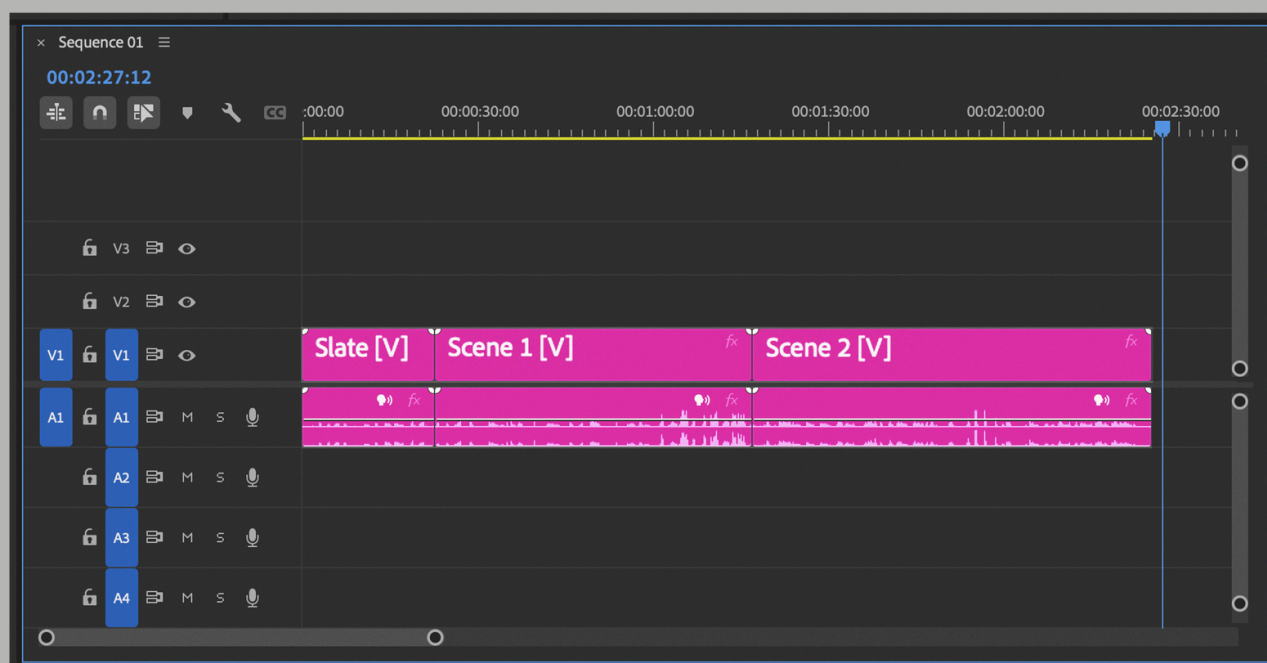 × Sequence 01
00:02:27:12
CC :00:00 00:00:30:00 00:01:00:00 00:01:30:00 00:02:00:00 00:02:30:00
V3
V2
V1 V1 Slate [V] Scene 1 [V] fx Scene 2 [V] fx
A1 A1 M S fx fx fx
A2 M S
A3 M S
A4 M S